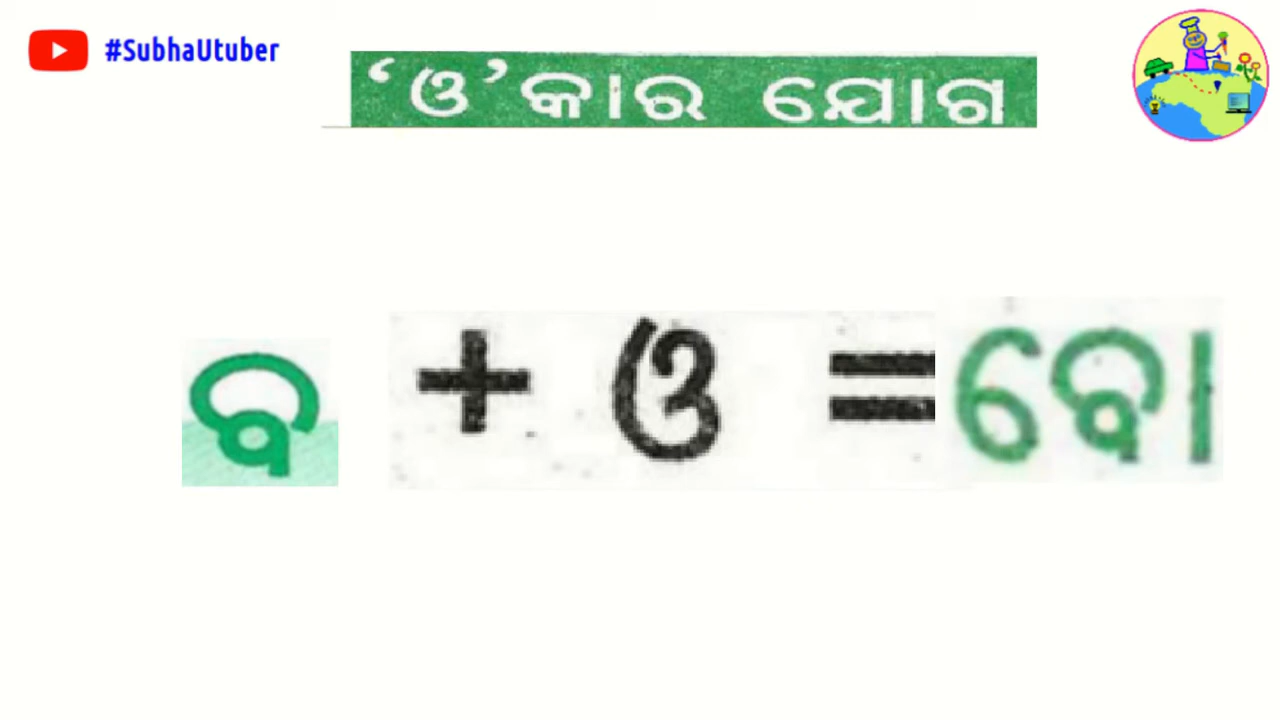 #SubhaUtuber
‘ଓ’କାର ଯୋଗ
ବ + ଓ = ବୋ